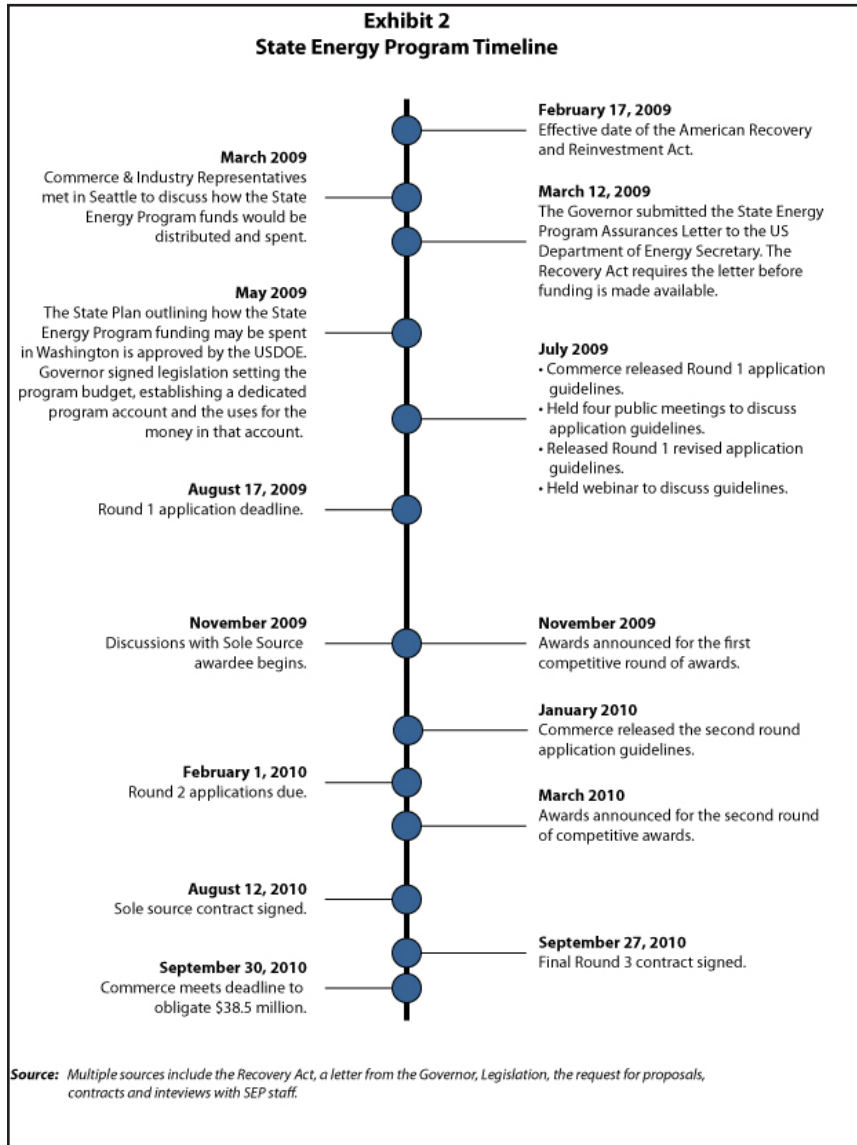 Exhibit 2
State Energy Program Timeline
February 17, 2009
Effective date of the American Recovery
and Reinvestment Act.
March 2009
Commerce & Industry Representatives
met in Seattle to discuss how the State
Energy Program funds would be
distributed and spent.
March 12, 2009
The Governor submitted the State Energy
Program Assurances Letter to the US
Department of Energy Secretary. The
Recovery Act requires the letter before
funding is made available.
May 2009
The State Plan outlining how the State
Energy Program funding may be spent
in Washington is approved by the USDOE.
Governor signed legislation setting the
program budget, establishing a dedicated
program account and the uses for the
money in that account.
July 2009
• Commerce released Round 1 application
guidelines.
• Held four public meetings to discuss
application guidelines.
• Released Round 1 revised application
guidelines.
• Held webinar to discuss guidelines.
August 17, 2009
Round 1 application deadline.
November 2009
Discussions with Sole Source
awardee begins.
November 2009
Awards announced for the first
competitive round of awards.
January 2010
Commerce released the second round
application guidelines.
February 1, 2010
Round 2 applications due.
March 2010
Awards announced for the second round
of competitive awards.
August 12, 2010
Sole source contract signed.
September 27, 2010
Final Round 3 contract signed.
September 30, 2010
Commerce meets deadline to
obligate $38.5 million.
Source: Multiple sources include the Recovery Act, a letter from the Governor, Legislation, the request for proposals,
contracts and inteviews with SEP staff.